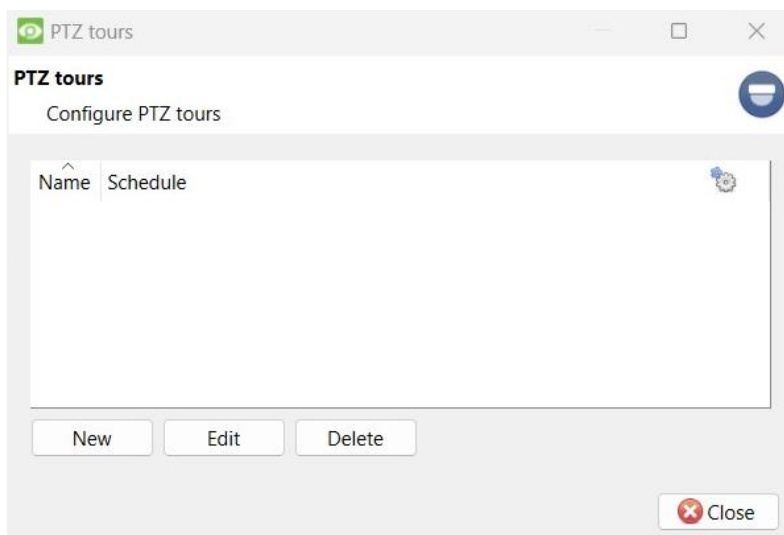 PTZ tours
PTZ tours
Configure PTZ tours
Name Schedule
New Edit Delete
Close